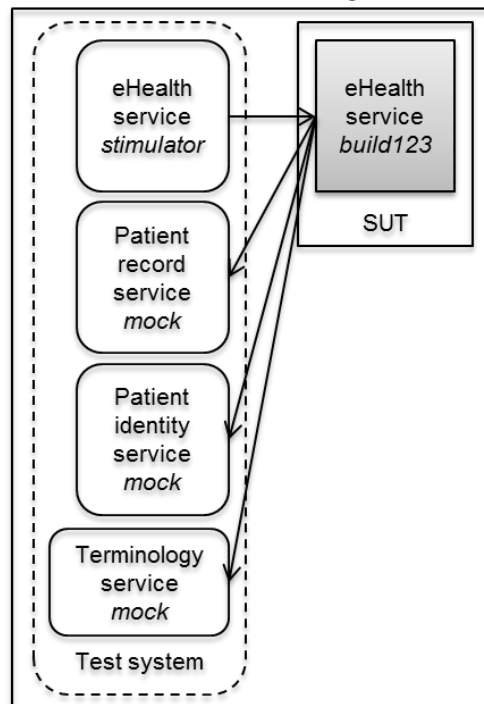 eHealth
service
stimulator
eHealth
service
build123
SUT
Patient
record
service
mock
Patient
identity
service
mock
Terminology
service
mock
Test system